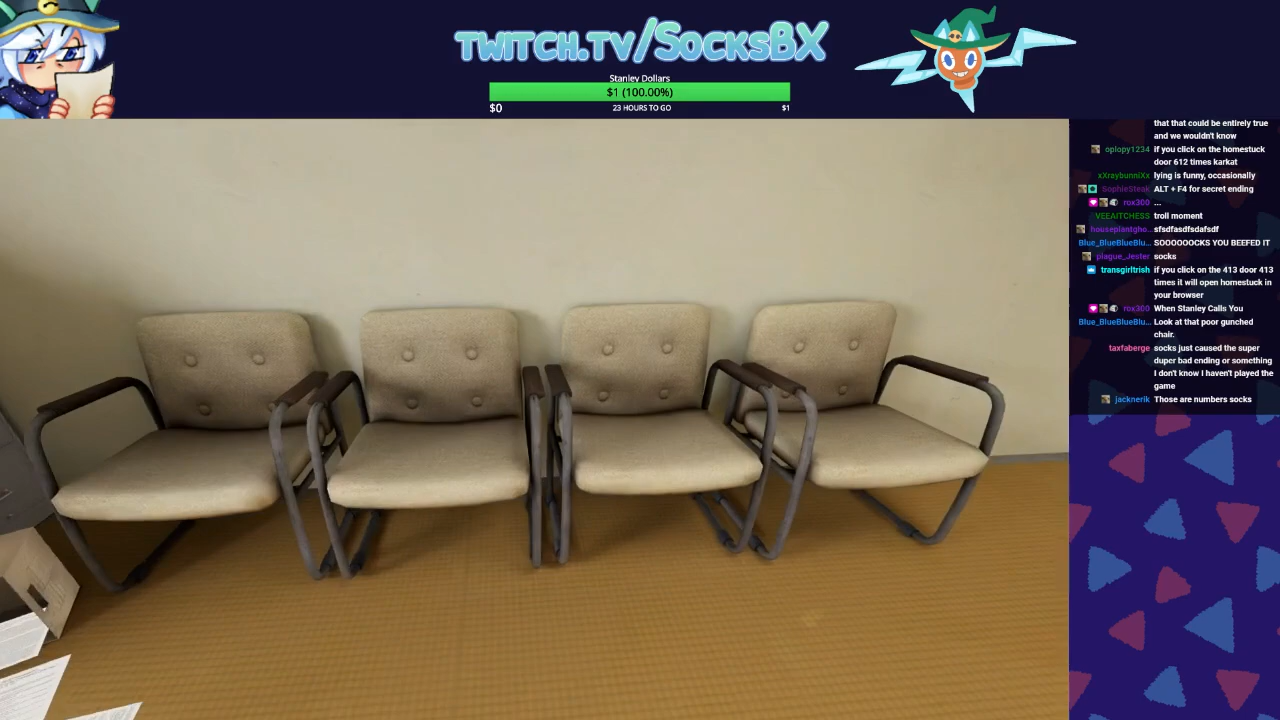 TWITCH.TV/SOCKSBX
Stanley Dollars
$1 (100.00%)
$0 23 HOURS TO GO $1
that that could be entirely true
and we wouldn't know
opiopy1234 if you click on the homestuck
door 612 times karkat
xXraybunniXx lying is funny, occasionally
SophieSteak ALT + F4 for secret ending
rox300 ...
VEEAITCHESS troll moment
houseplantgho... sfsdfasdfsdafsdf
Blue_BlueBlueBlu... SOOOOOOCKS YOU BEEFED IT
plague_Jester socks
transgirltrish if you click on the 413 door 413
times it will open homestuck in
your browser
rox300 When Stanley Calls You
Blue_BlueBlueBlu... Look at that poor gunched
chair.
taxfaberge socks just caused the super
duper bad ending or something
I don't know I haven't played the
game
jacknerik Those are numbers socks